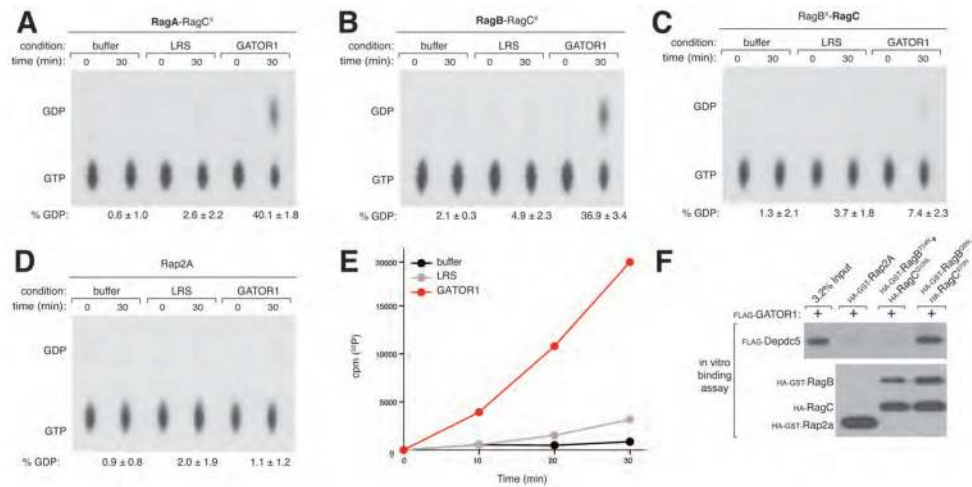 A
RagA-RagCˣ
condition: buffer LRS GATOR1
time (min): 0 30 0 30 0 30
GDP
GTP
% GDP: 0.6 ± 1.0 2.6 ± 2.2 40.1 ± 1.8
B
RagB-RagCˣ
condition: buffer LRS GATOR1
time (min): 0 30 0 30 0 30
GDP
GTP
% GDP: 2.1 ± 0.3 4.9 ± 2.3 36.9 ± 3.4
C
RagBˣ-RagC
condition: buffer LRS GATOR1
time (min): 0 30 0 30 0 30
GDP
GTP
% GDP: 1.3 ± 2.1 3.7 ± 1.8 7.4 ± 2.3
D
Rap2A
condition: buffer LRS GATOR1
time (min): 0 30 0 30 0 30
GDP
GTP
% GDP: 0.9 ± 0.8 2.0 ± 1.9 1.1 ± 1.2
E
buffer
LRS
GATOR1
cpm (³²P)
20000
15000
10000
5000
0
0 10 20 30
Time (min)
F
3.2% Input
HA-GST-Rap2A
HA-GST-RagB +
HA-RagC
HA-GST-RagB
HA-RagC
FLAG-GATOR1: + + + +
in vitro
binding
assay
FLAG-Depdc5
HA-GST-RagB
HA-RagC
HA-GST-Rap2a